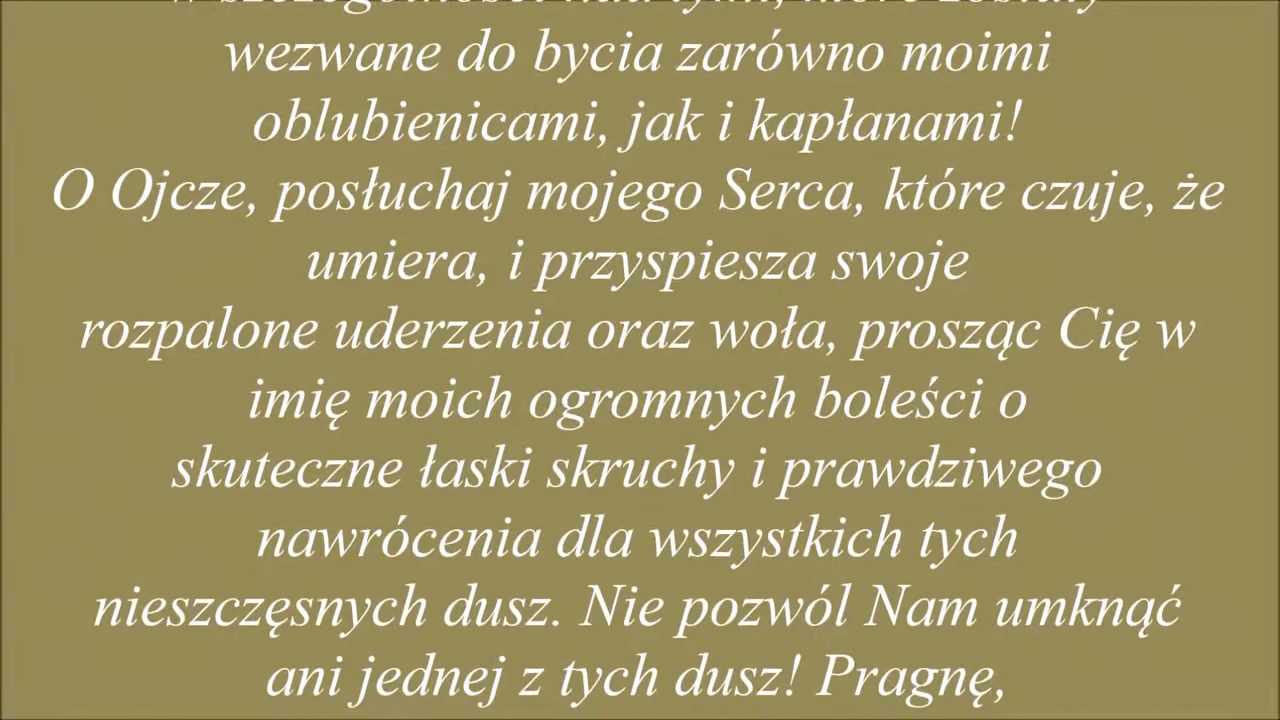 wezwane do bycia zarówno moimi
oblubienicami, jak i kapłanami!
O Ojcze, posłuchaj mojego Serca, które czuje, że
umiera, i przyspiesza swoje
rozpalone uderzenia oraz woła, prosząc Cię w
imię moich ogromnych boleści o
skuteczne łaski skruchy i prawdziwego
nawrócenia dla wszystkich tych
nieszczęsnych dusz. Nie pozwól Nam umknąć
ani jednej z tych dusz! Pragnę,